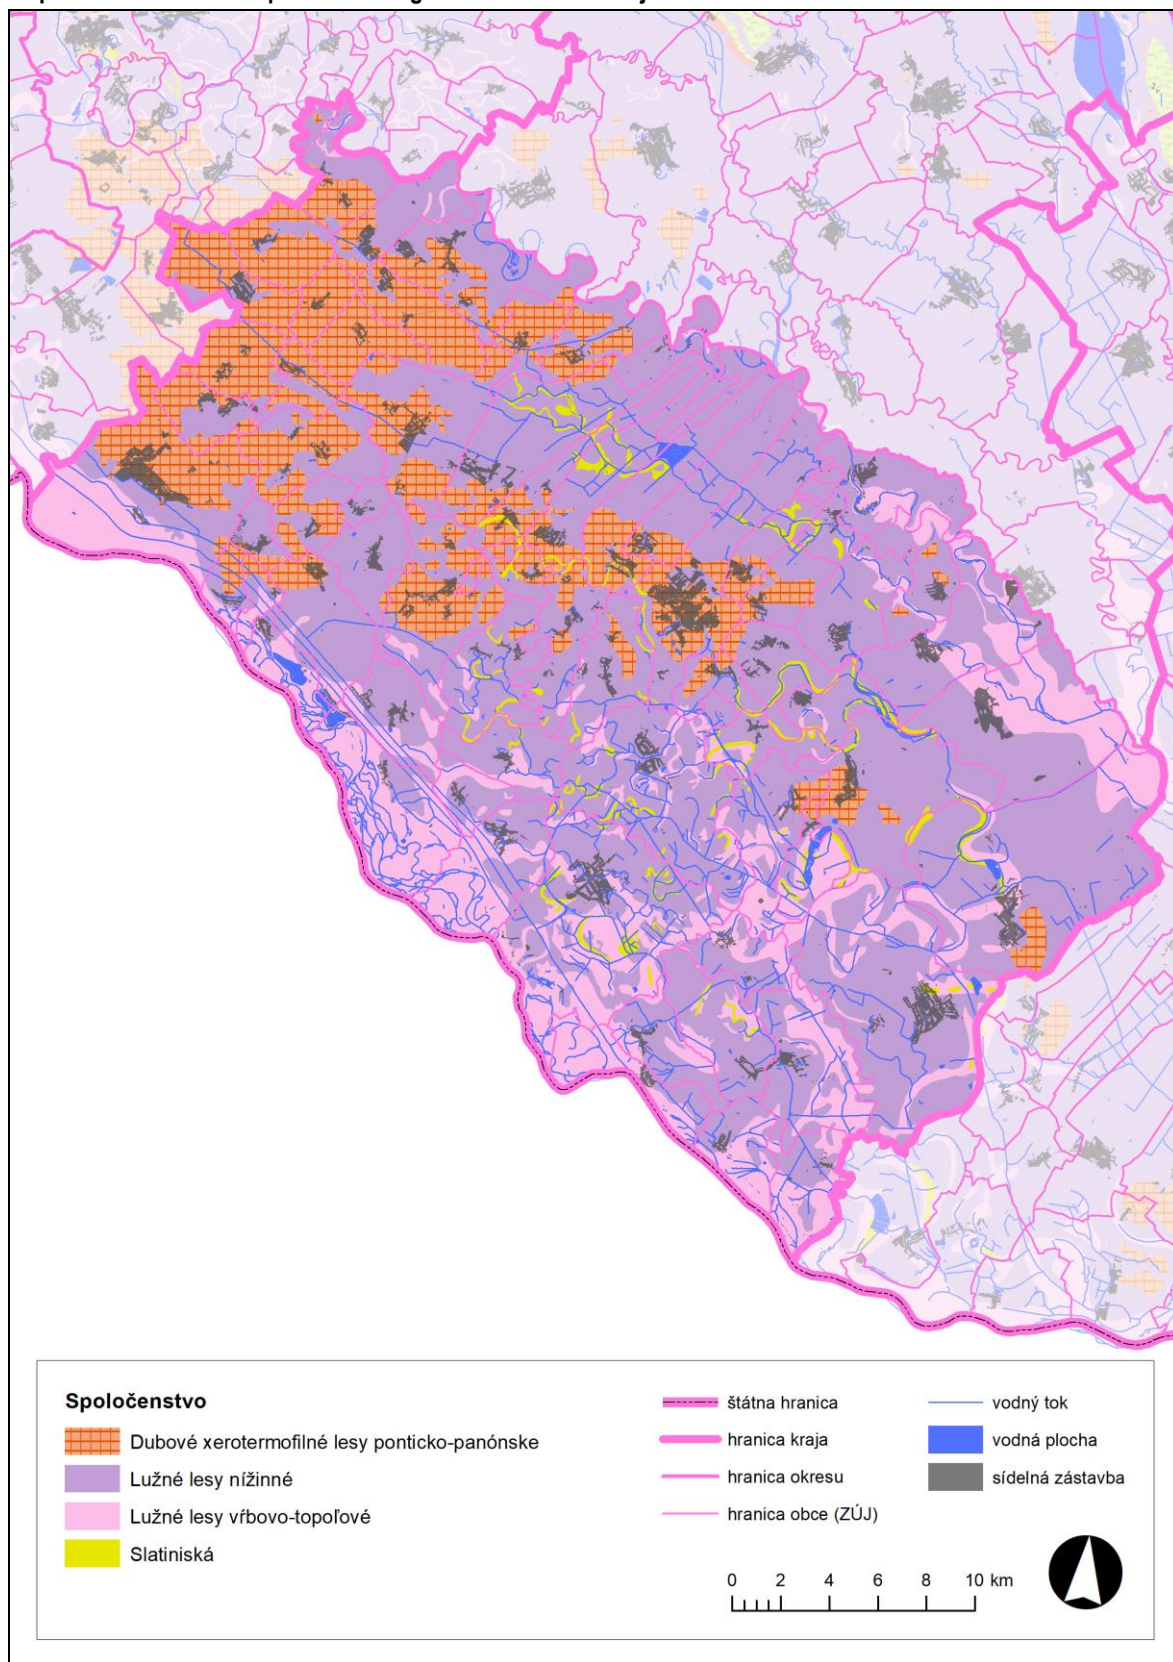 Spoločenstvo
Dubové xerotermofilné lesy ponticko-panónske
Lužné lesy nížinné
Lužné lesy vŕbovo-topoľové
Slatiniská
štátna hranica
hranica kraja
hranica okresu
hranica obce (ZÚJ)
vodný tok
vodná plocha
sídelná zástavba
0 2 4 6 8 10 km